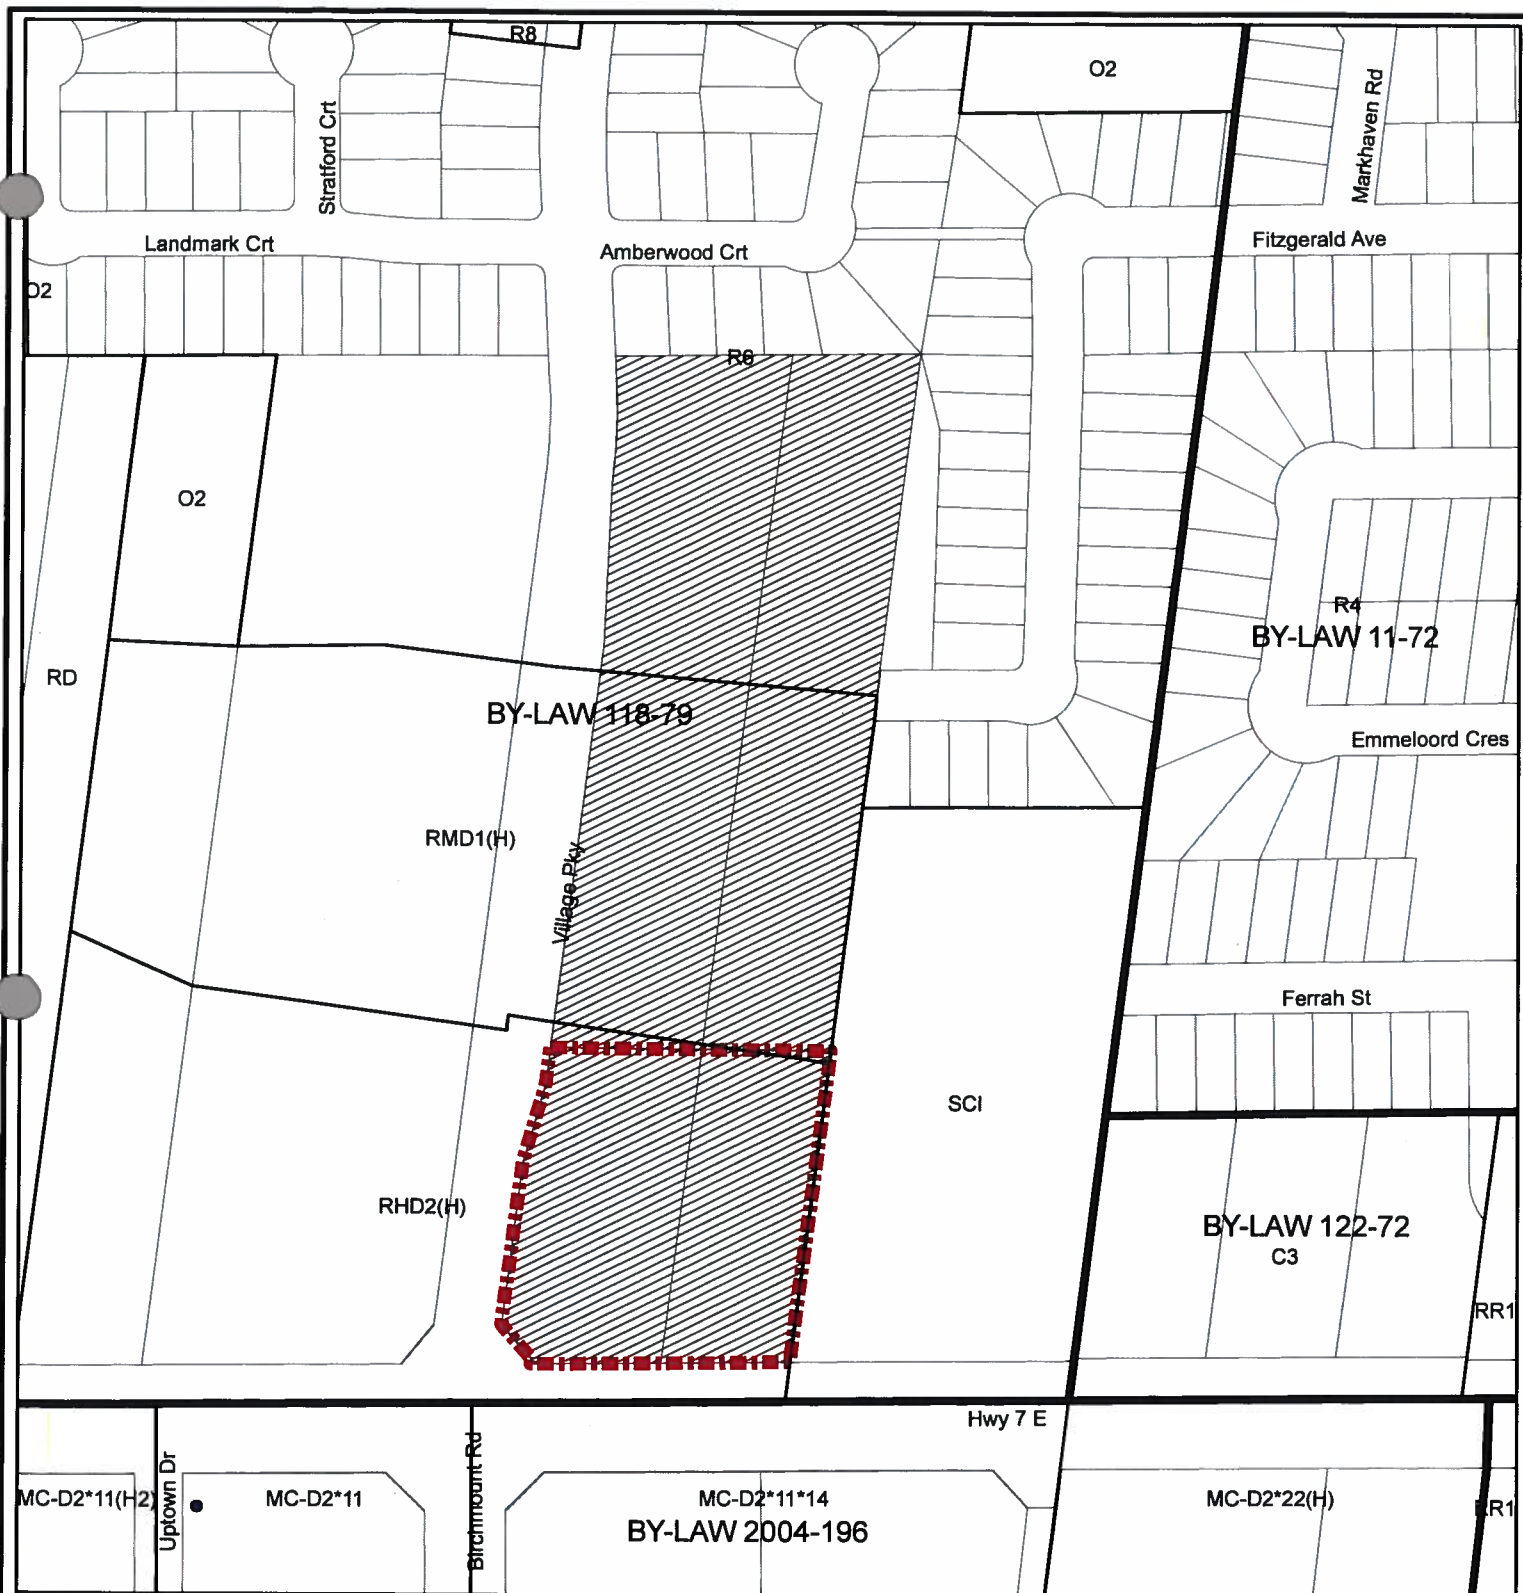 R8
O2
Stratford Crt
Markhaven Rd
Landmark Crt
Amberwood Crt
Fitzgerald Ave
O2
R6
O2
R4
BY-LAW 11-72
RD
BY-LAW 118-79
Emmeloord Cres
RMD1(H)
Village Pky
Ferrah St
SCI
RHD2(H)
BY-LAW 122-72
C3
RR1
Hwy 7 E
Uptown Dr
Birchmount Rd
MC-D2*11(H2)
MC-D2*11
MC-D2*11*14
MC-D2*22(H)
RR1
BY-LAW 2004-196